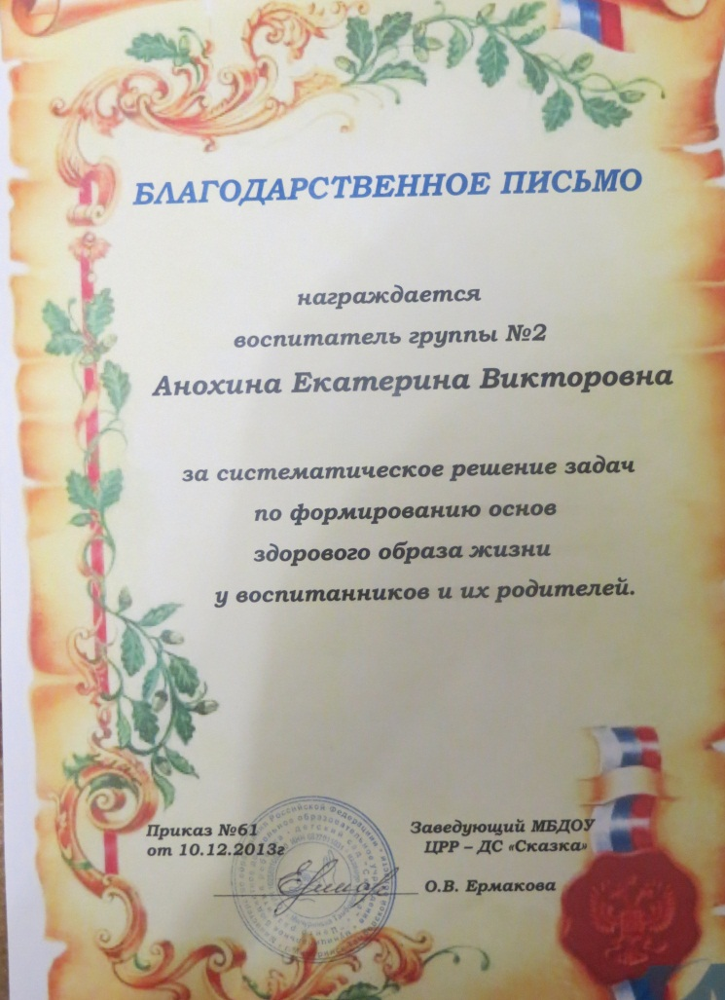 БЛАГОДАРСТВЕННОЕ ПИСЬМО
награждается
воспитатель группы №2
Анохина Екатерина Викторовна
за систематическое решение задач
по формированию основ
здорового образа жизни
у воспитанников и их родителей.
Приказ №61
от 10.12.2013г
Заведующий МБДОУ
ЦРР – ДС «Сказка»
О.В. Ермакова